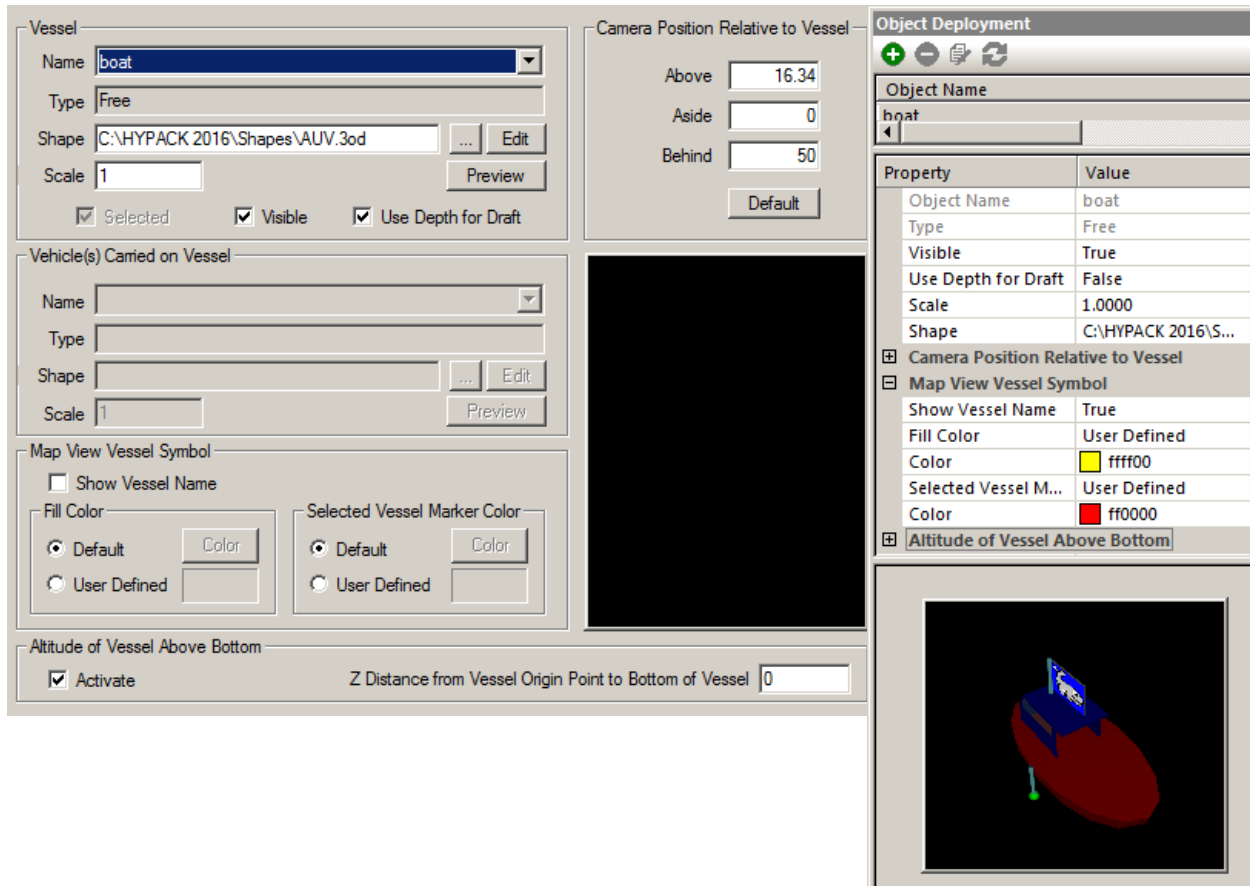 Vessel
Name boat
Type Free
Shape C:\HYPACK 2016\Shapes\AUV.3od ... Edit
Scale 1 Preview
Selected Visible Use Depth for Draft
Vehicle(s) Carried on Vessel
Name
Type
Shape ... Edit
Scale 1 Preview
Map View Vessel Symbol
Show Vessel Name
Fill Color
Default Color
User Defined
Selected Vessel Marker Color
Default Color
User Defined
Altitude of Vessel Above Bottom
Activate Z Distance from Vessel Origin Point to Bottom of Vessel 0
Camera Position Relative to Vessel
Above 16.34
Aside 0
Behind 50
Default
Object Deployment
Object Name
boat
Property Value
Object Name boat
Type Free
Visible True
Use Depth for Draft False
Scale 1.0000
Shape C:\HYPACK 2016\S...
Camera Position Relative to Vessel
Map View Vessel Symbol
Show Vessel Name True
Fill Color User Defined
Color ffff00
Selected Vessel M... User Defined
Color ff0000
Altitude of Vessel Above Bottom